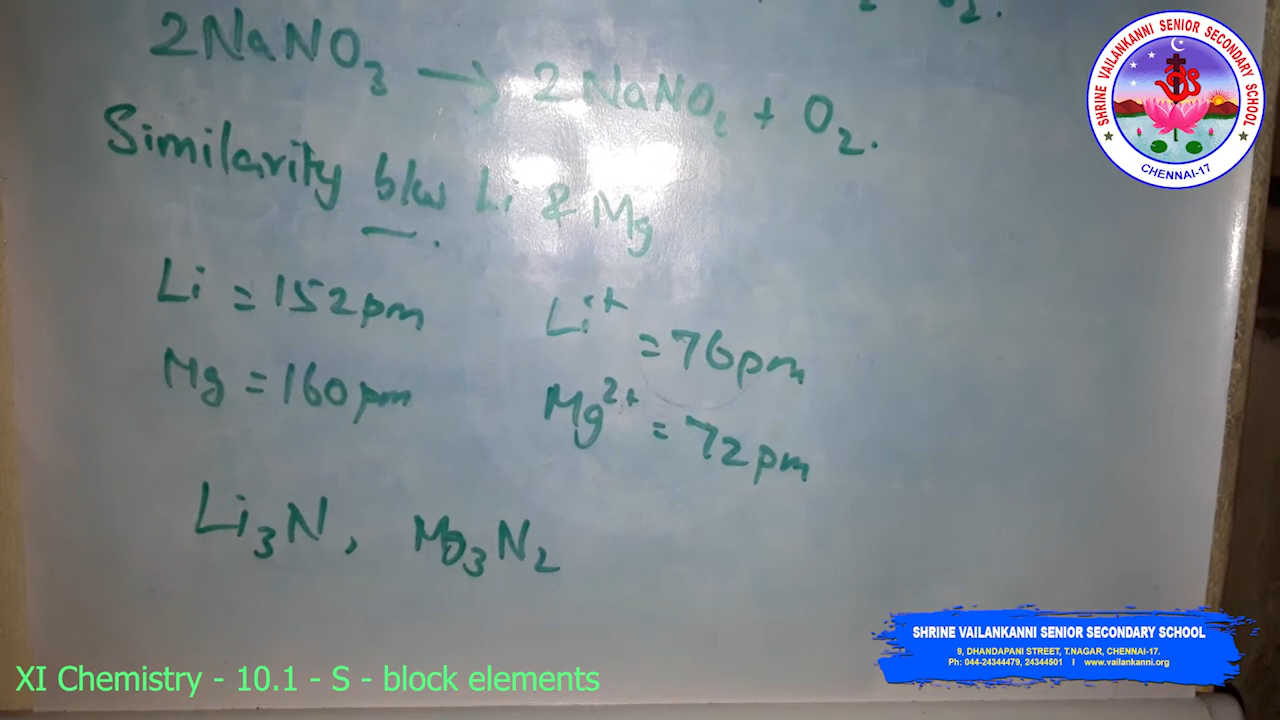 2NaNO3 → 2NaNO2 + O2.
Similarity b/w Li & Mg
Li = 152pm
Li+ = 76pm
Mg = 160pm
Mg2+ = 72pm
Li3N, Mg3N2
SHRINE VAILANKANNI SENIOR SECONDARY SCHOOL
CHENNAI-17
SHRINE VAILANKANNI SENIOR SECONDARY SCHOOL
9, DHANDAPANI STREET, T.NAGAR, CHENNAI-17.
Ph: 044-24344479, 24344501 I www.vailankanni.org
XI Chemistry - 10.1 - S - block elements